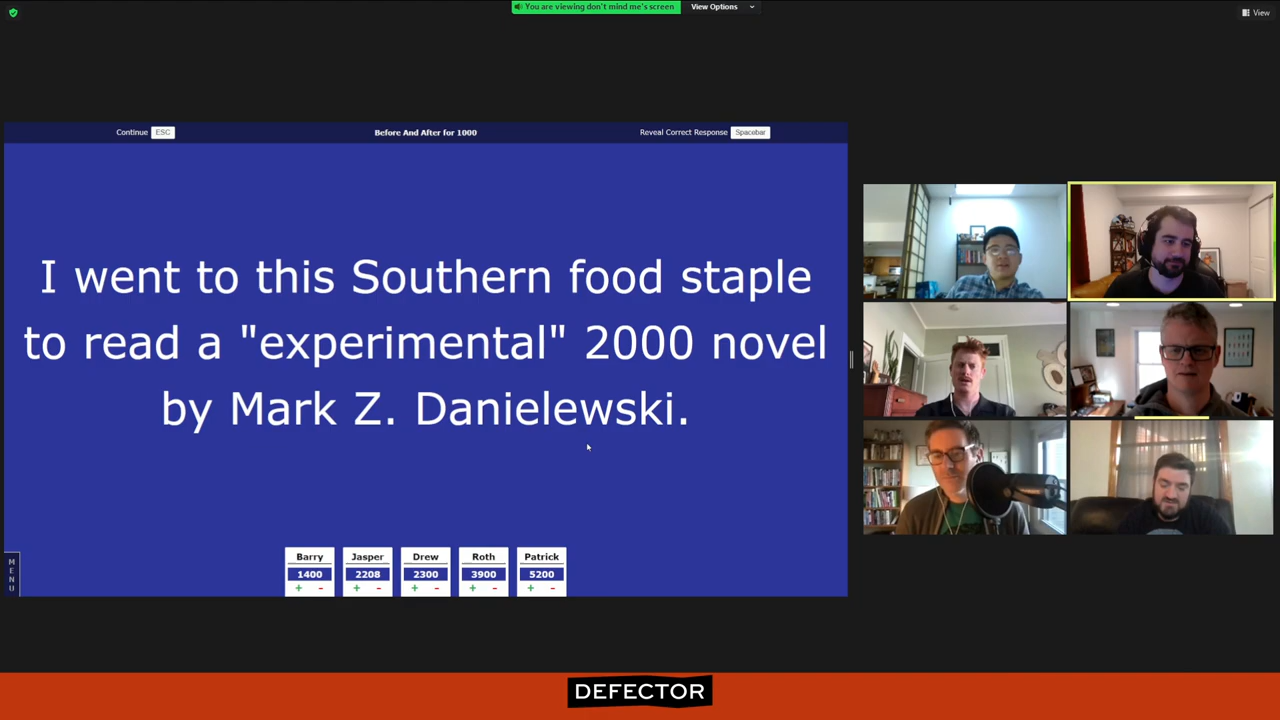 You are viewing don't mind me's screen
View Options
View
Continue ESC
Before And After for 1000
Reveal Correct Response Spacebar
I went to this Southern food staple
to read a "experimental" 2000 novel
by Mark Z. Danielewski.
MENU
Barry Jasper Drew Roth Patrick
1400 2208 2300 3900 5200
+ - + - + - + - + -
DEFECTOR